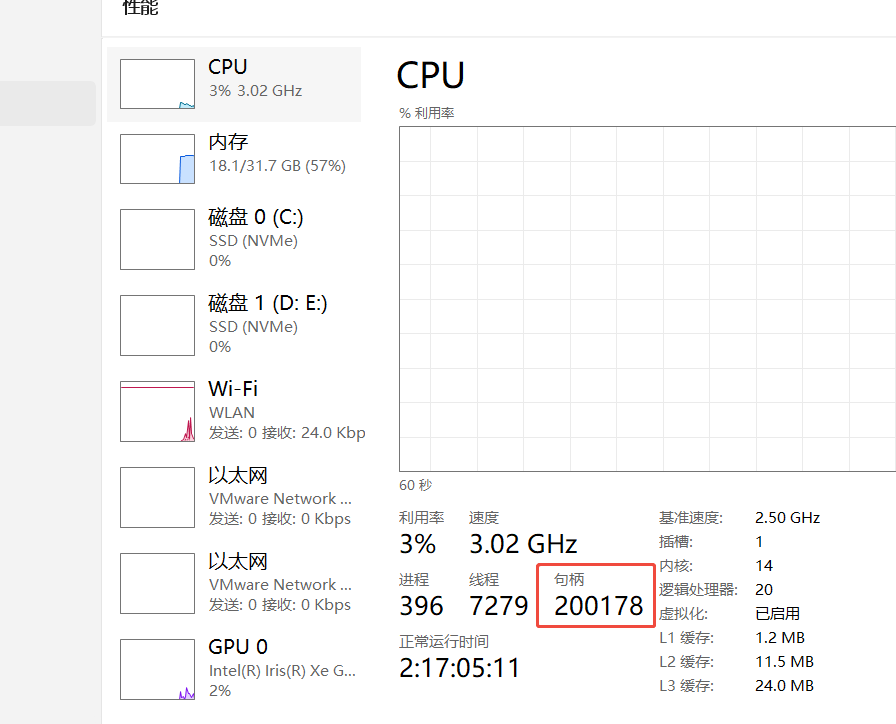 性能
CPU
3% 3.02 GHz
内存
18.1/31.7 GB (57%)
磁盘 0 (C:)
SSD (NVMe)
0%
磁盘 1 (D: E:)
SSD (NVMe)
0%
Wi-Fi
WLAN
发送: 0 接收: 24.0 Kbp
以太网
VMware Network ...
发送: 0 接收: 0 Kbps
以太网
VMware Network ...
发送: 0 接收: 0 Kbps
GPU 0
Intel(R) Iris(R) Xe G...
2%
CPU
% 利用率
60 秒
利用率 速度
3% 3.02 GHz
进程 线程 句柄
396 7279 200178
正常运行时间
2:17:05:11
基准速度: 2.50 GHz
插槽: 1
内核: 14
逻辑处理器: 20
虚拟化: 已启用
L1 缓存: 1.2 MB
L2 缓存: 11.5 MB
L3 缓存: 24.0 MB